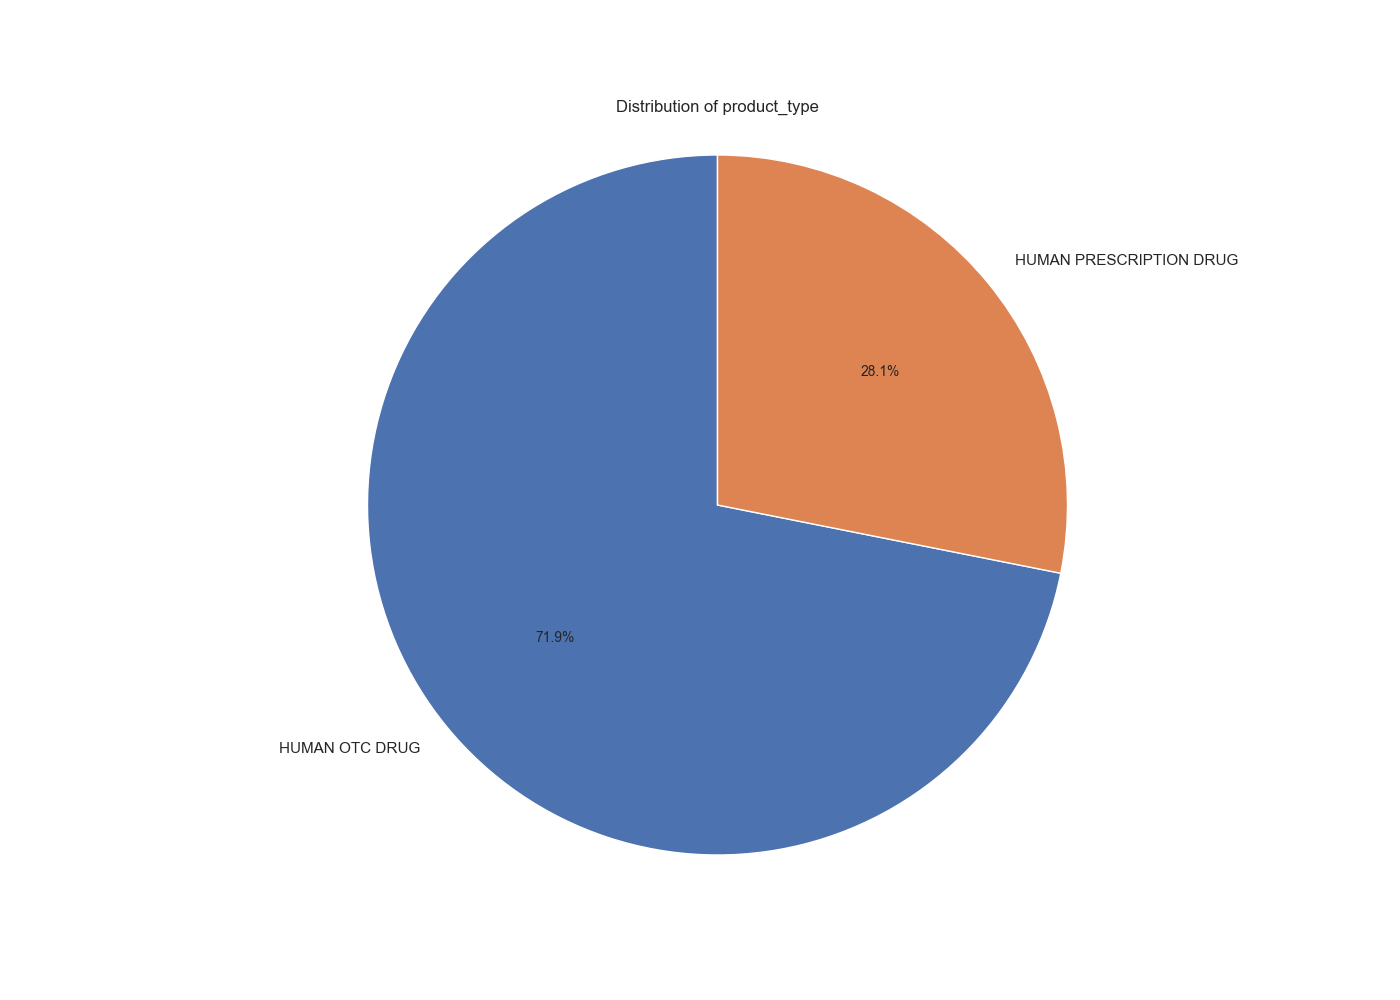 Distribution of product_type
HUMAN PRESCRIPTION DRUG
28.1%
71.9%
HUMAN OTC DRUG